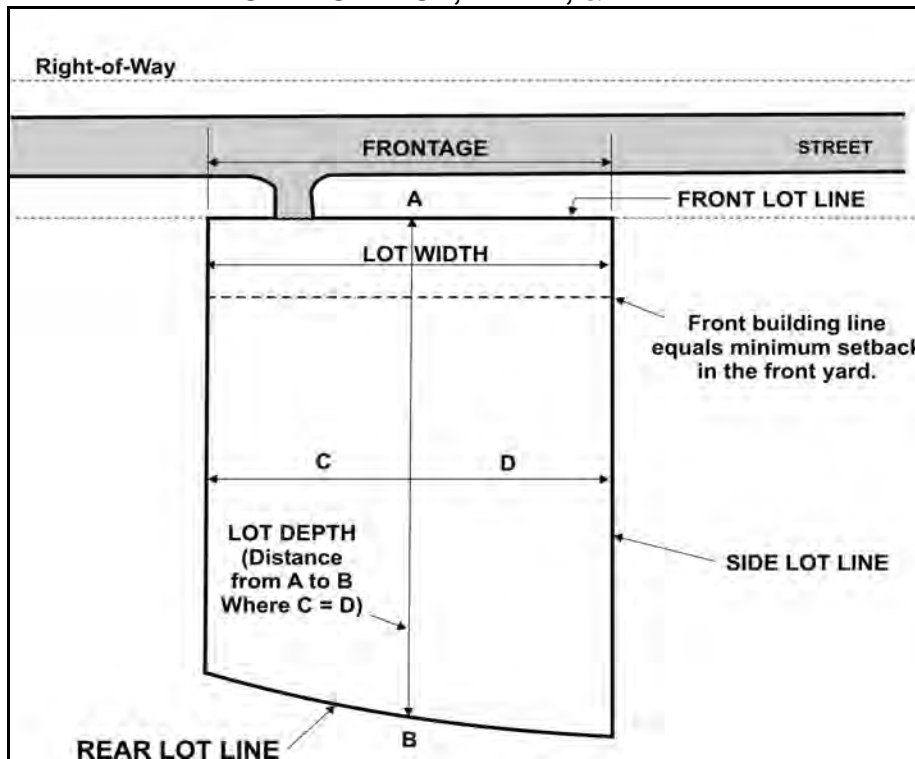 Right-of-Way
FRONTAGE
STREET
A
FRONT LOT LINE
LOT WIDTH
Front building line
equals minimum setback
in the front yard.
C
D
LOT DEPTH
(Distance
from A to B
Where C = D)
SIDE LOT LINE
REAR LOT LINE
B